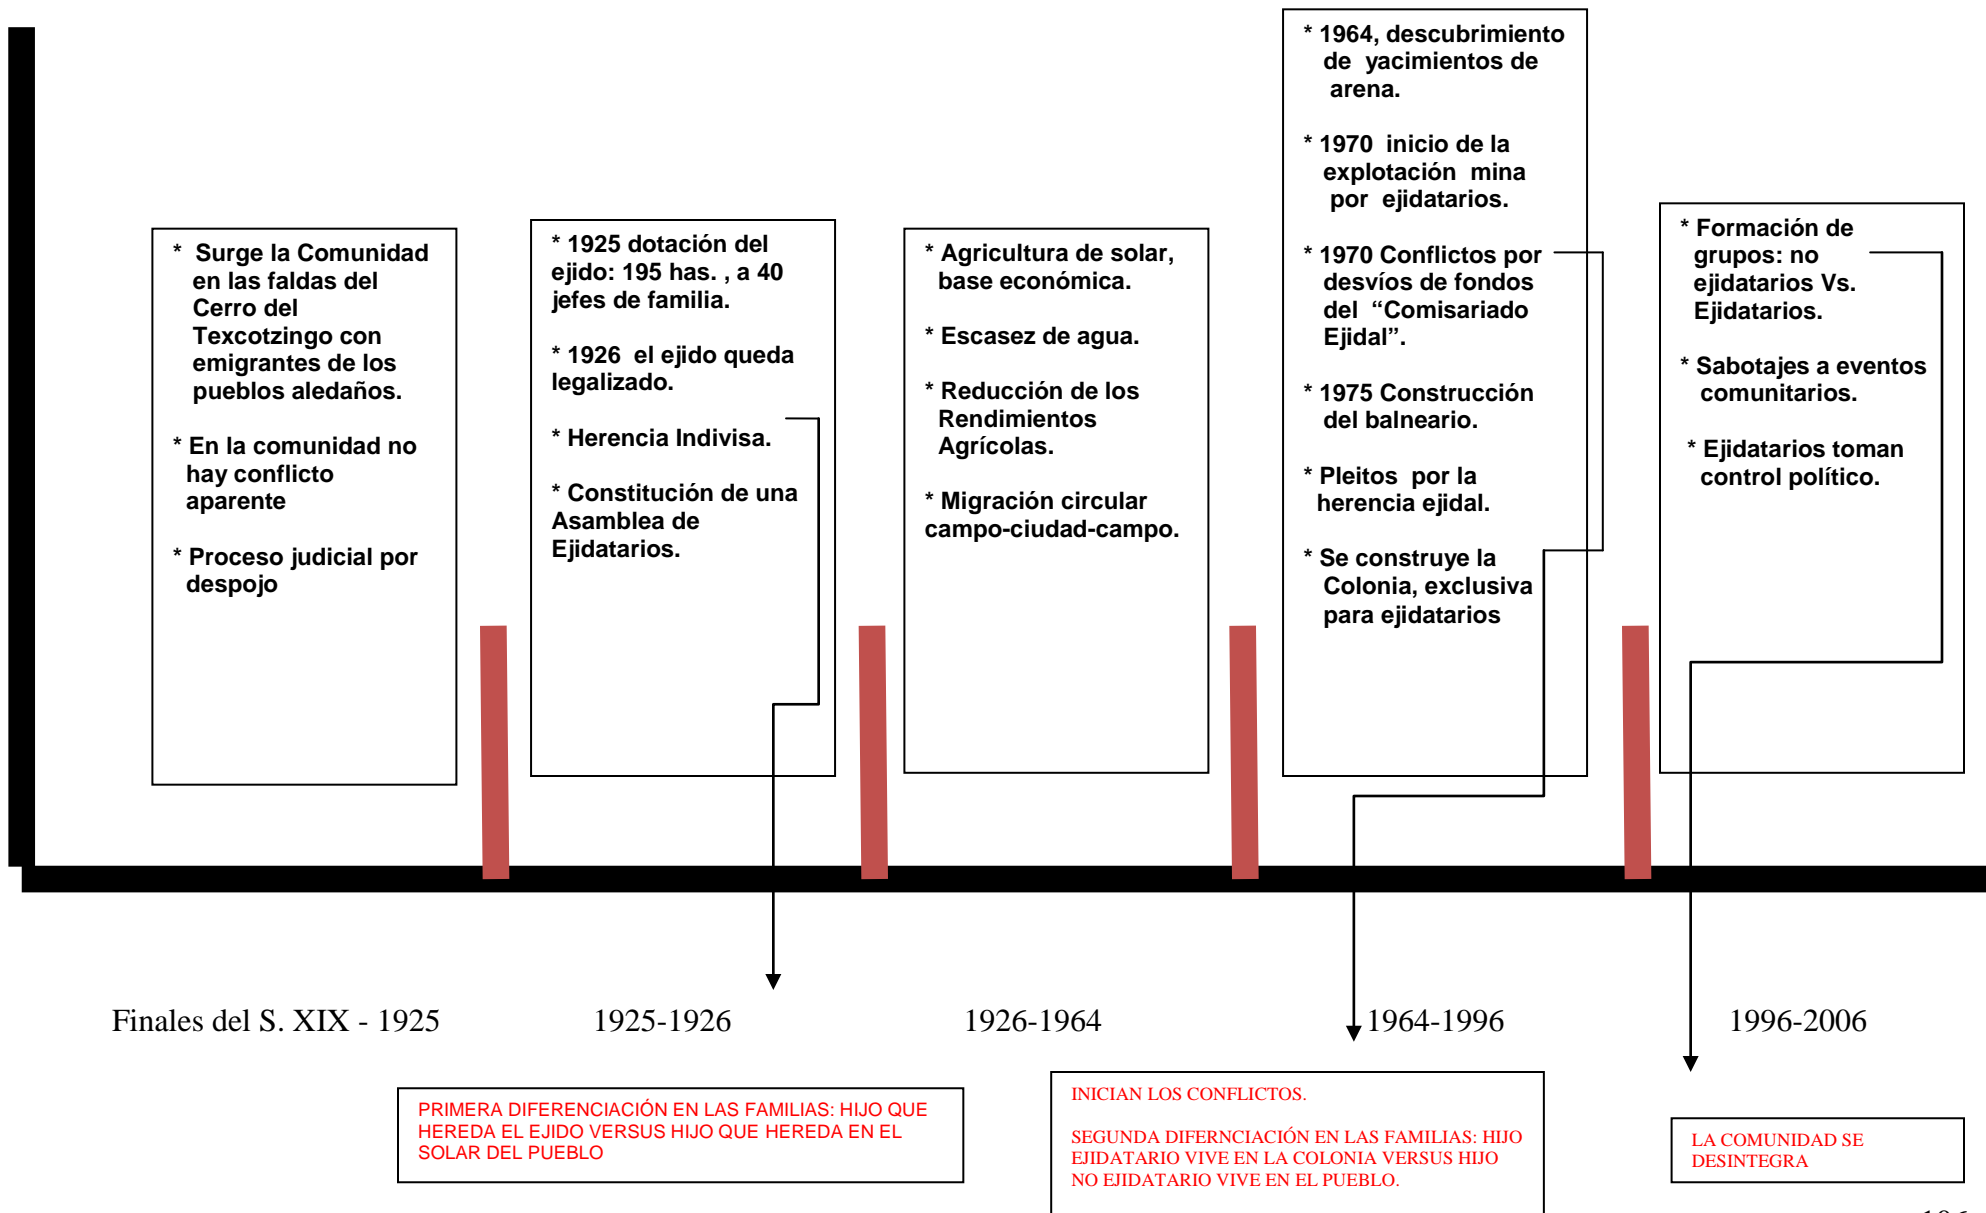 * Surge la Comunidad
en las faldas del
Cerro del
Texcotzingo con
emigrantes de los
pueblos aledaños.
* En la comunidad no
hay conflicto
aparente
* Proceso judicial por
despojo
* 1925 dotación del
ejido: 195 has. , a 40
jefes de familia.
* 1926 el ejido queda
legalizado.
* Herencia Indivisa.
* Constitución de una
Asamblea de
Ejidatarios.
* Agricultura de solar,
base económica.
* Escasez de agua.
* Reducción de los
Rendimientos
Agrícolas.
* Migración circular
campo-ciudad-campo.
* 1964, descubrimiento
de yacimientos de
arena.
* 1970 inicio de la
explotación mina
por ejidatarios.
* 1970 Conflictos por
desvíos de fondos
del “Comisariado
Ejidal”.
* 1975 Construcción
del balneario.
* Pleitos por la
herencia ejidal.
* Se construye la
Colonia, exclusiva
para ejidatarios
* Formación de
grupos: no
ejidatarios Vs.
Ejidatarios.
* Sabotajes a eventos
comunitarios.
* Ejidatarios toman
control político.
Finales del S. XIX - 1925
1925-1926
1926-1964
1964-1996
1996-2006
PRIMERA DIFERENCIACIÓN EN LAS FAMILIAS: HIJO QUE
HEREDA EL EJIDO VERSUS HIJO QUE HEREDA EN EL
SOLAR DEL PUEBLO
INICIAN LOS CONFLICTOS.
SEGUNDA DIFERNCIACIÓN EN LAS FAMILIAS: HIJO
EJIDATARIO VIVE EN LA COLONIA VERSUS HIJO
NO EJIDATARIO VIVE EN EL PUEBLO.
LA COMUNIDAD SE
DESINTEGRA